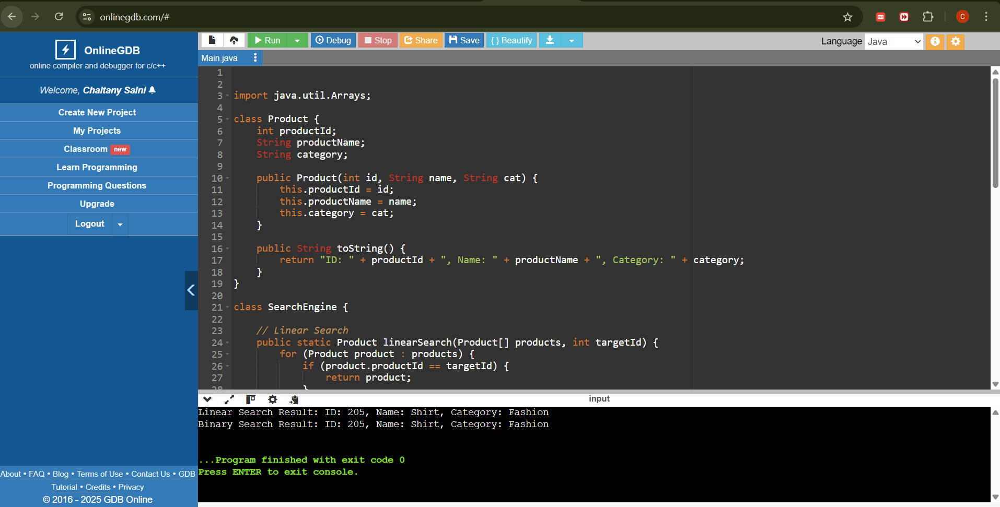 onlinegdb.com/#
C
OnlineGDB
online compiler and debugger for c/c++
Welcome, Chaitany Saini
Create New Project
My Projects
Classroom new
Learn Programming
Programming Questions
Upgrade
Logout
About • FAQ • Blog • Terms of Use • Contact Us • GDB
Tutorial • Credits • Privacy
© 2016 - 2025 GDB Online
Run Debug Stop Share Save { } Beautify
Language Java
Main.java
1
2
3 import java.util.Arrays;
4
5 class Product {
6 int productId;
7 String productName;
8 String category;
9
10 public Product(int id, String name, String cat) {
11 this.productId = id;
12 this.productName = name;
13 this.category = cat;
14 }
15
16 public String toString() {
17 return "ID: " + productId + ", Name: " + productName + ", Category: " + category;
18 }
19 }
20
21 class SearchEngine {
22
23 // Linear Search
24 public static Product linearSearch(Product[] products, int targetId) {
25 for (Product product : products) {
26 if (product.productId == targetId) {
27 return product;
28 }
input
Linear Search Result: ID: 205, Name: Shirt, Category: Fashion
Binary Search Result: ID: 205, Name: Shirt, Category: Fashion
...Program finished with exit code 0
Press ENTER to exit console.